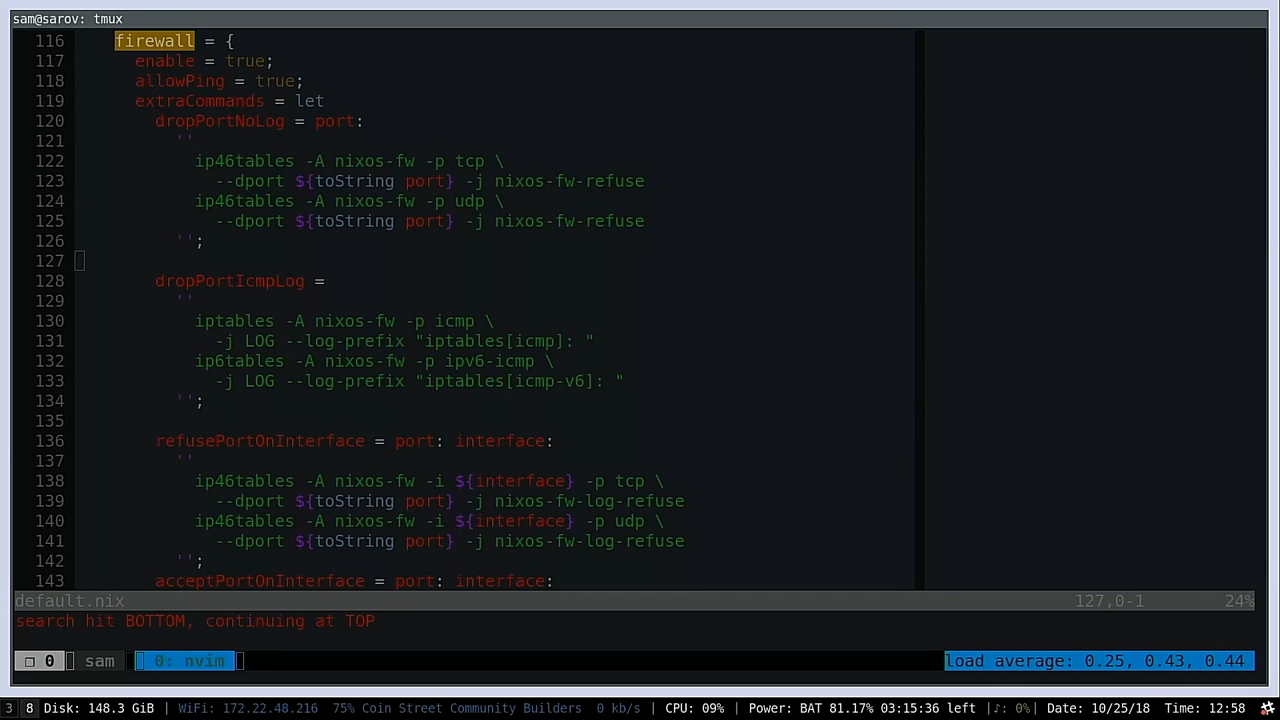 sam@sarov: tmux
116 firewall = {
117 enable = true;
118 allowPing = true;
119 extraCommands = let
120 dropPortNoLog = port:
121 ''
122 ip46tables -A nixos-fw -p tcp \
123 --dport ${toString port} -j nixos-fw-refuse
124 ip46tables -A nixos-fw -p udp \
125 --dport ${toString port} -j nixos-fw-refuse
126 '';
127
128 dropPortIcmpLog =
129 ''
130 iptables -A nixos-fw -p icmp \
131 -j LOG --log-prefix "iptables[icmp]: "
132 ip6tables -A nixos-fw -p ipv6-icmp \
133 -j LOG --log-prefix "iptables[icmp-v6]: "
134 '';
135
136 refusePortOnInterface = port: interface:
137 ''
138 ip46tables -A nixos-fw -i ${interface} -p tcp \
139 --dport ${toString port} -j nixos-fw-log-refuse
140 ip46tables -A nixos-fw -i ${interface} -p udp \
141 --dport ${toString port} -j nixos-fw-log-refuse
142 '';
143 acceptPortOnInterface = port: interface:
default.nix 127,0-1 24%
search hit BOTTOM, continuing at TOP
0 sam 0: nvim load average: 0.25, 0.43, 0.44
3 8 Disk: 148.3 GiB | WiFi: 172.22.48.216 75% Coin Street Community Builders 0 kb/s | CPU: 09% | Power: BAT 81.17% 03:15:36 left |♪: 0%| Date: 10/25/18 Time: 12:58